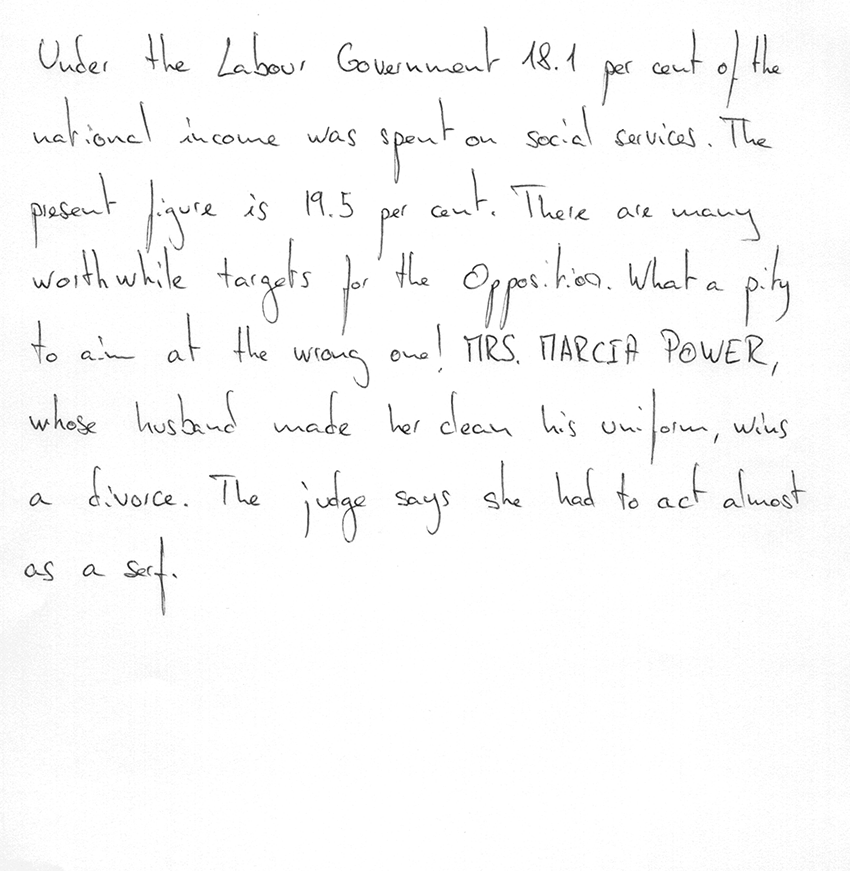 Under the Labour Government 18.1 per cent of the
national income was spent on social services. The
present figure is 19.5 per cent. There are many
worthwhile targets for the Opposition. What a pity
to aim at the wrong one! MRS. MARCIA POWER,
whose husband made her clean his uniform, wins
a divorce. The judge says she had to act almost
as a serf.